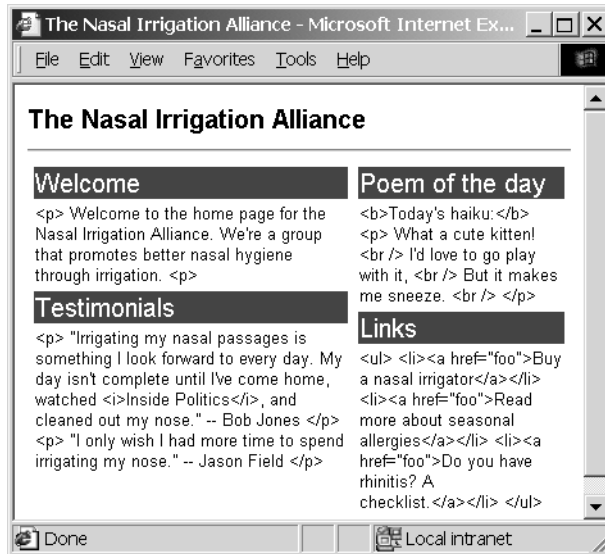 The Nasal Irrigation Alliance - Microsoft Internet Ex...
File Edit View Favorites Tools Help
The Nasal Irrigation Alliance
Welcome
<p> Welcome to the home page for the
Nasal Irrigation Alliance. We're a group
that promotes better nasal hygiene
through irrigation. <p>
Testimonials
<p> "Irrigating my nasal passages is
something I look forward to every day. My
day isn't complete until I've come home,
watched <i>Inside Politics</i>, and
cleaned out my nose." -- Bob Jones </p>
<p> "I only wish I had more time to spend
irrigating my nose." -- Jason Field </p>
Poem of the day
<b>Today's haiku:</b>
<p> What a cute kitten!
<br /> I'd love to go play
with it, <br /> But it makes
me sneeze. <br /> </p>
Links
<ul> <li><a href="foo">Buy
a nasal irrigator</a></li>
<li><a href="foo">Read
more about seasonal
allergies</a></li> <li><a
href="foo">Do you have
rhinitis? A
checklist.</a></li> </ul>
Done
Local intranet